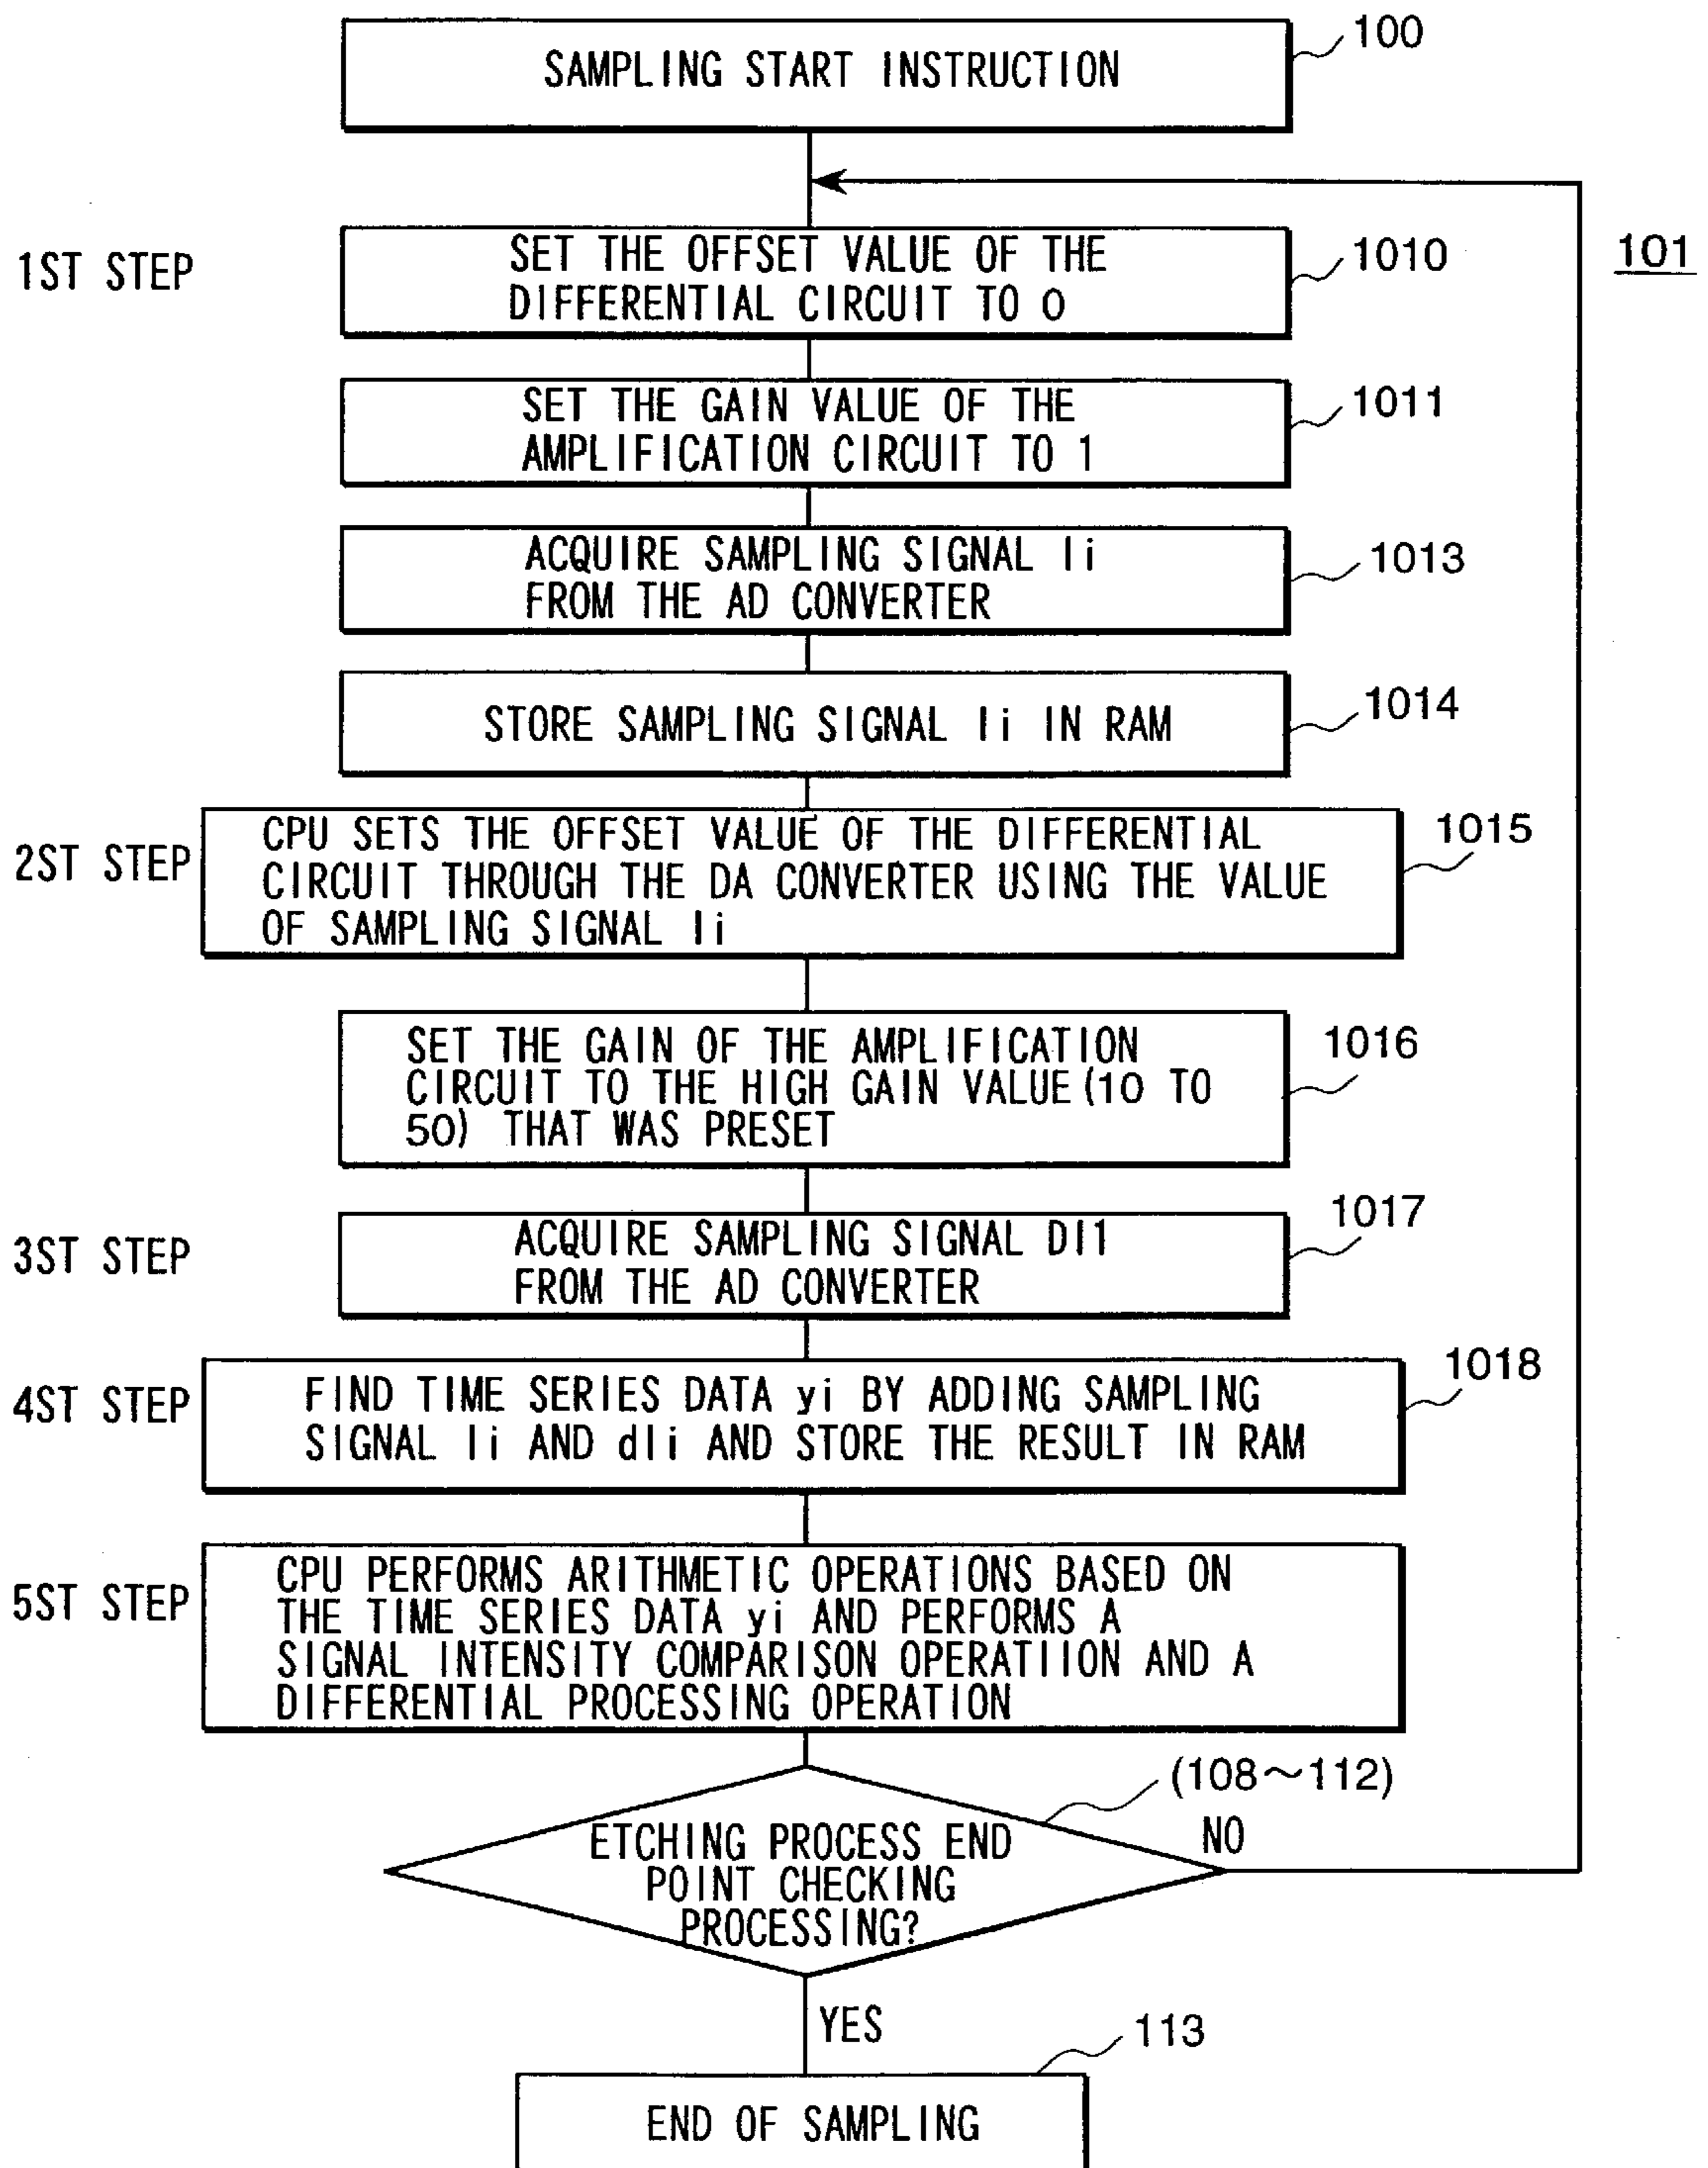 SAMPLING START INSTRUCTION
100
101
1ST STEP
SET THE OFFSET VALUE OF THE
DIFFERENTIAL CIRCUIT TO 0
1010
SET THE GAIN VALUE OF THE
AMPLIFICATION CIRCUIT TO 1
1011
ACQUIRE SAMPLING SIGNAL Ii
FROM THE AD CONVERTER
1013
STORE SAMPLING SIGNAL Ii IN RAM
1014
2ST STEP
CPU SETS THE OFFSET VALUE OF THE DIFFERENTIAL
CIRCUIT THROUGH THE DA CONVERTER USING THE VALUE
OF SAMPLING SIGNAL Ii
1015
SET THE GAIN OF THE AMPLIFICATION
CIRCUIT TO THE HIGH GAIN VALUE (10 TO
50) THAT WAS PRESET
1016
3ST STEP
ACQUIRE SAMPLING SIGNAL DI1
FROM THE AD CONVERTER
1017
4ST STEP
FIND TIME SERIES DATA yi BY ADDING SAMPLING
SIGNAL Ii AND dIi AND STORE THE RESULT IN RAM
1018
5ST STEP
CPU PERFORMS ARITHMETIC OPERATIONS BASED ON
THE TIME SERIES DATA yi AND PERFORMS A
SIGNAL INTENSITY COMPARISON OPERATIION AND A
DIFFERENTIAL PROCESSING OPERATION
(108~112)
ETCHING PROCESS END
POINT CHECKING
PROCESSING?
NO
YES
113
END OF SAMPLING